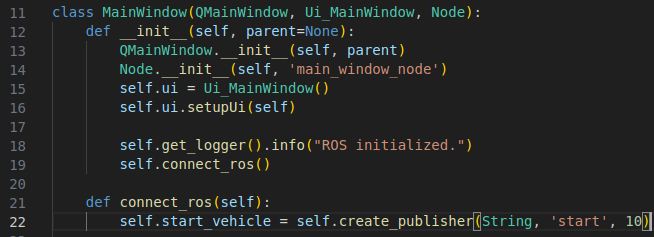 11 class MainWindow(QMainWindow, Ui_MainWindow, Node):
12     def __init__(self, parent=None):
13         QMainWindow.__init__(self, parent)
14         Node.__init__(self, 'main_window_node')
15         self.ui = Ui_MainWindow()
16         self.ui.setupUi(self)
17
18         self.get_logger().info("ROS initialized.")
19         self.connect_ros()
20
21     def connect_ros(self):
22         self.start_vehicle = self.create_publisher(String, 'start', 10)